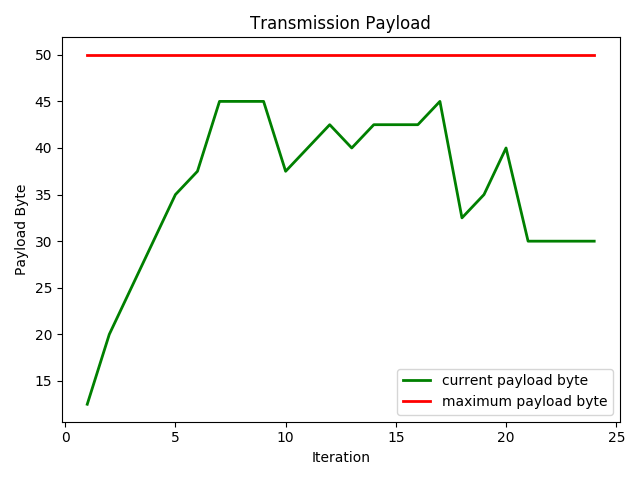 Transmission Payload
50
45
40
35
30
25
20
15
Payload Byte
0 5 10 15 20 25
Iteration
current payload byte
maximum payload byte